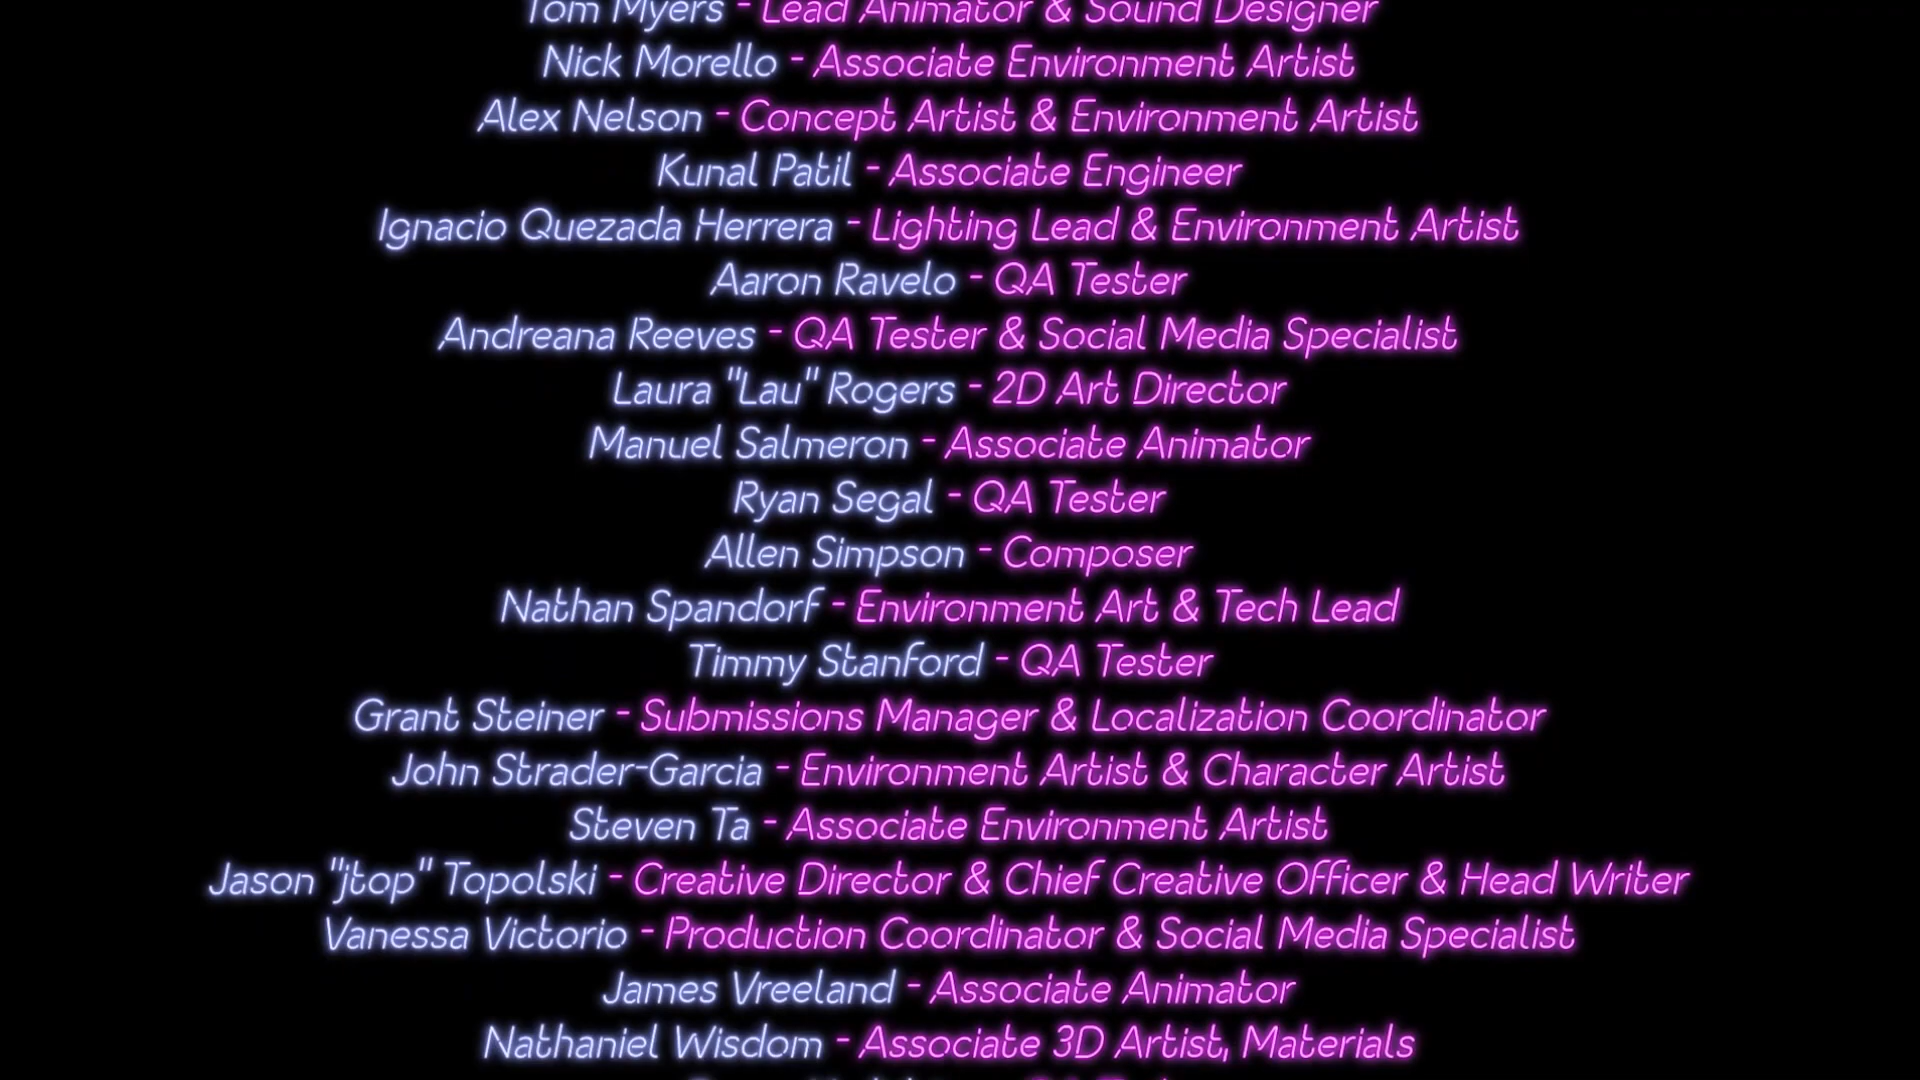 Tom Myers - Lead Animator & Sound Designer
Nick Morello - Associate Environment Artist
Alex Nelson - Concept Artist & Environment Artist
Kunal Patil - Associate Engineer
Ignacio Quezada Herrera - Lighting Lead & Environment Artist
Aaron Ravelo - QA Tester
Andreana Reeves - QA Tester & Social Media Specialist
Laura "Lau" Rogers - 2D Art Director
Manuel Salmeron - Associate Animator
Ryan Segal - QA Tester
Allen Simpson - Composer
Nathan Spandorf - Environment Art & Tech Lead
Timmy Stanford - QA Tester
Grant Steiner - Submissions Manager & Localization Coordinator
John Strader-Garcia - Environment Artist & Character Artist
Steven Ta - Associate Environment Artist
Jason "jtop" Topolski - Creative Director & Chief Creative Officer & Head Writer
Vanessa Victorio - Production Coordinator & Social Media Specialist
James Vreeland - Associate Animator
Nathaniel Wisdom - Associate 3D Artist, Materials